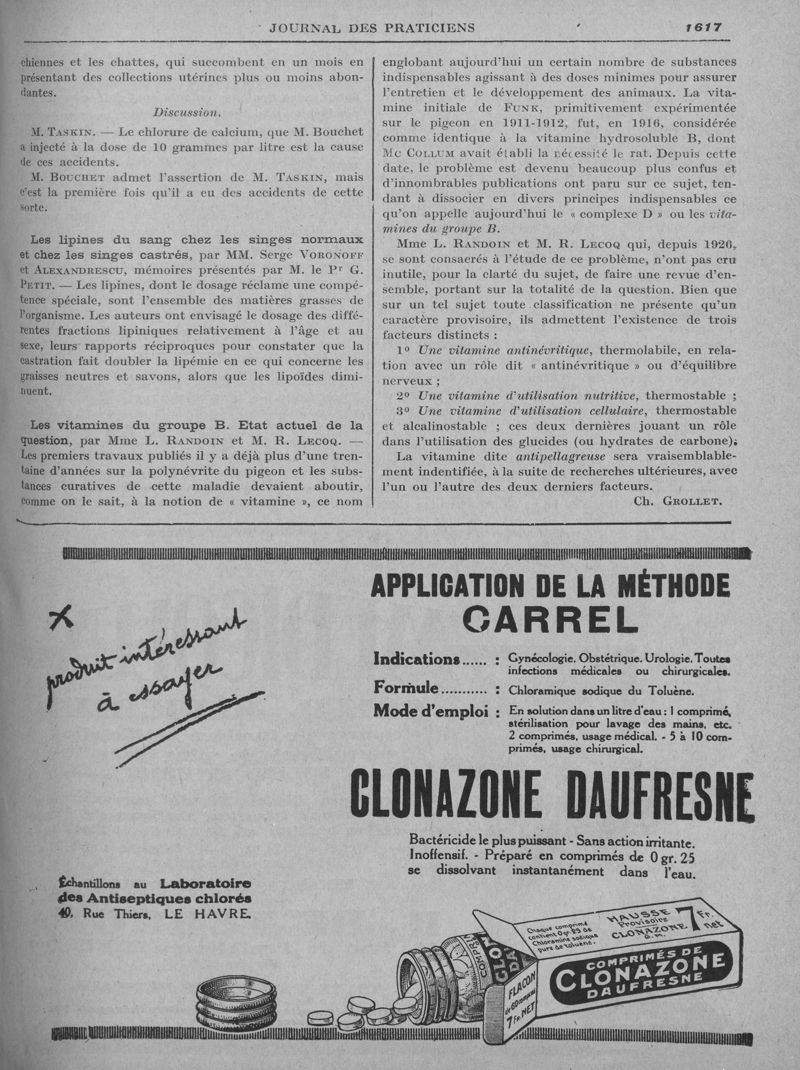 JOURNAL DES PRATICIENS 1617
chiennes et les chattes, qui succombent en un mois en
présentant des collections utérines plus ou moins abon-
dantes.
Discussion.
M. TASKIN. — Le chlorure de calcium, que M. Bouchet
a injecté à la dose de 10 grammes par litre est la cause
de ces accidents.
M. BOUCHET admet l'assertion de M. TASKIN, mais
c'est la première fois qu'il a eu des accidents de cette
sorte.
Les lipines du sang chez les singes normaux
et chez les singes castrés, par MM. Serge VORONOFF
et ALEXANDRESCU, mémoires présentés par M. le Pr G.
PETIT. — Les lipines, dont le dosage réclame une compé-
tence spéciale, sont l'ensemble des matières grasses de
l'organisme. Les auteurs ont envisagé le dosage des diffé-
rentes fractions lipiniques relativement à l'âge et au
sexe, leurs rapports réciproques pour constater que la
castration fait doubler la lipémie en ce qui concerne les
graisses neutres et savons, alors que les lipoïdes dimi-
nuent.
Les vitamines du groupe B. Etat actuel de la
question, par Mme L. RANDOIN et M. R. LECOQ. —
Les premiers travaux publiés il y a déjà plus d'une tren-
taine d'années sur la polynévrite du pigeon et les subs-
tances curatives de cette maladie devaient aboutir,
comme on le sait, à la notion de « vitamine », ce nom
englobant aujourd'hui un certain nombre de substances
indispensables agissant à des doses minimes pour assurer
l'entretien et le développement des animaux. La vita-
mine initiale de FUNK, primitivement expérimentée
sur le pigeon en 1911-1912, fut, en 1916, considérée
comme identique à la vitamine hydrosoluble B, dont
Mc COLLUM avait établi la nécessité le rat. Depuis cette
date, le problème est devenu beaucoup plus confus et
d'innombrables publications ont paru sur ce sujet, ten-
dant à dissocier en divers principes indispensables ce
qu'on appelle aujourd'hui le « complexe D » ou les vita-
mines du groupe B.
Mme L. RANDOIN et M. R. LECOQ qui, depuis 1926,
se sont consacrés à l'étude de ce problème, n'ont pas cru
inutile, pour la clarté du sujet, de faire une revue d'en-
semble, portant sur la totalité de la question. Bien que
sur un tel sujet toute classification ne présente qu'un
caractère provisoire, ils admettent l'existence de trois
facteurs distincts :
1° Une vitamine antinévritique, thermolabile, en rela-
tion avec un rôle dit « antinévritique » ou d'équilibre
nerveux ;
2° Une vitamine d'utilisation nutritive, thermostable ;
3° Une vitamine d'utilisation cellulaire, thermostable
et alcalinostable ; ces deux dernières jouant un rôle
dans l'utilisation des glucides (ou hydrates de carbone);
La vitamine dite antipellagreuse sera vraisemblable-
ment indentifiée, à la suite de recherches ultérieures, avec
l'un ou l'autre des deux derniers facteurs.
Ch. GROLLET.
produit intéressant
à essayer
APPLICATION DE LA MÉTHODE
CARREL
Indications...... : Gynécologie. Obstétrique. Urologie. Toutes
infections médicales ou chirurgicales.
Formule........... : Chloramique sodique du Toluène.
Mode d'emploi : En solution dans un litre d'eau : 1 comprimé,
stérilisation pour lavage des mains, etc.
2 comprimés, usage médical. - 5 à 10 com-
primés, usage chirurgical.
CLONAZONE DAUFRESNE
Bactéricide le plus puissant - Sans action irritante.
Inoffensif. - Préparé en comprimés de 0 gr. 25
se dissolvant instantanément dans l'eau.
Échantillons au Laboratoire
des Antiseptiques chlorés
40, Rue Thiers, LE HAVRE.
Chaque comprimé
contient 0 gr. 25 de
Chloramine sodique
pure de toluène.
HAUSSE
Provisoire
CLONAZONE
7 Fr.
net
COMPRIMÉS DE
CLONAZONE
DAUFRESNE
FLACON
de 60 comprimés
7 Fr. NET